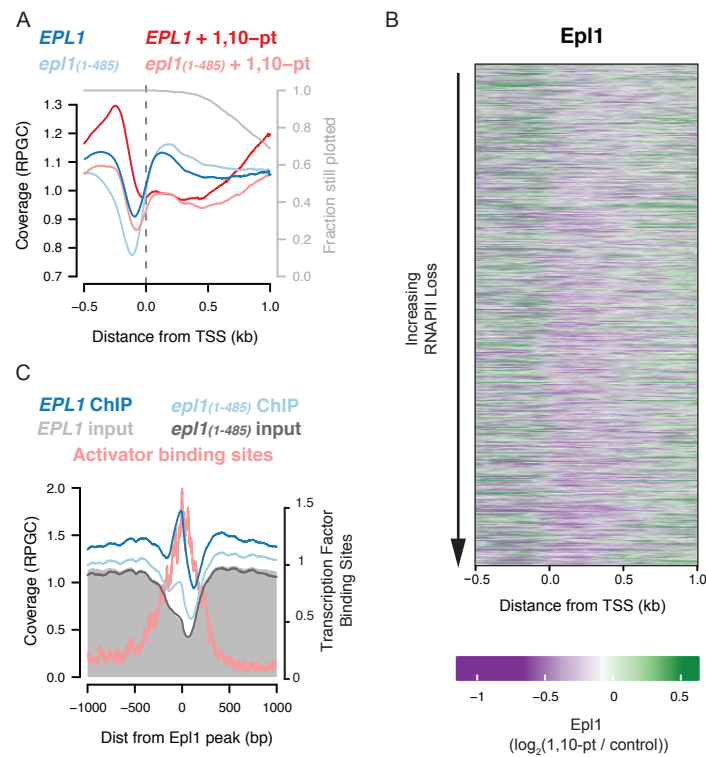 A
EPL1
EPL1 + 1,10−pt
epl1(1-485)
epl1(1-485) + 1,10−pt
Coverage (RPGC)
1.3
1.2
1.1
1.0
0.9
0.8
0.7
1.0
0.8
0.6
0.4
0.2
0.0
Fraction still plotted
−0.5
0.0
0.5
1.0
Distance from TSS (kb)
B
Epl1
Increasing
RNAPII Loss
−0.5
0.0
0.5
1.0
Distance from TSS (kb)
−1
−0.5
0
0.5
Epl1
(log2(1,10-pt / control))
C
EPL1 ChIP
epl1(1-485) ChIP
EPL1 input
epl1(1-485) input
Activator binding sites
Coverage (RPGC)
2.0
1.5
1.0
0.5
0.0
1.5
1
0.5
0
Transcription Factor
Binding Sites
−1000
−500
0
500
1000
Dist from Epl1 peak (bp)